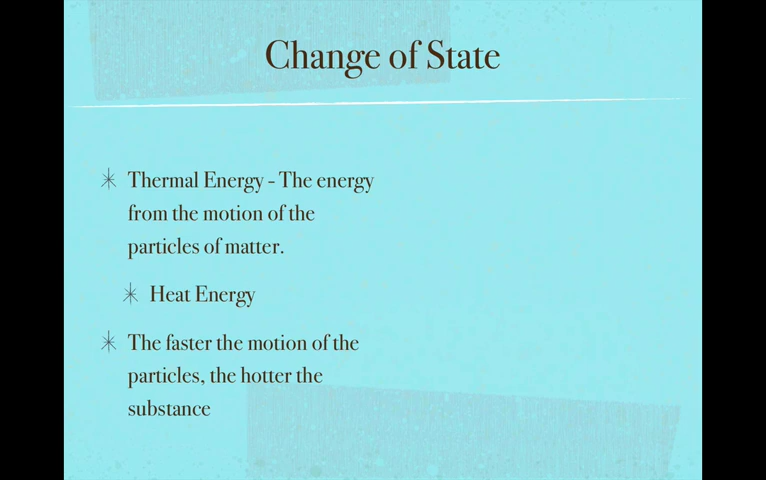 Change of State
Thermal Energy - The energy
from the motion of the
particles of matter.
Heat Energy
The faster the motion of the
particles, the hotter the
substance